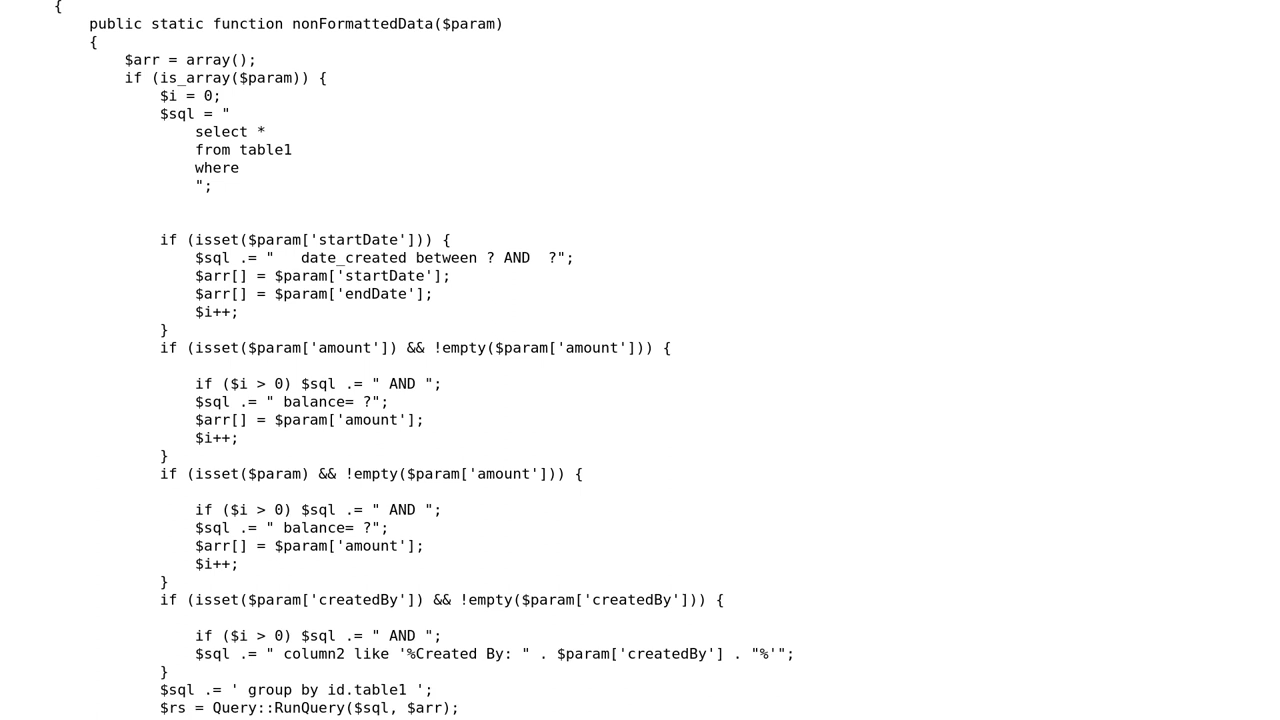 {
public static function nonFormattedData($param)
{
$arr = array();
if (is_array($param)) {
$i = 0;
$sql = "
select *
from table1
where
";
if (isset($param['startDate'])) {
$sql .= "   date_created between ? AND  ?";
$arr[] = $param['startDate'];
$arr[] = $param['endDate'];
$i++;
}
if (isset($param['amount']) && !empty($param['amount'])) {
if ($i > 0) $sql .= " AND ";
$sql .= " balance= ?";
$arr[] = $param['amount'];
$i++;
}
if (isset($param) && !empty($param['amount'])) {
if ($i > 0) $sql .= " AND ";
$sql .= " balance= ?";
$arr[] = $param['amount'];
$i++;
}
if (isset($param['createdBy']) && !empty($param['createdBy'])) {
if ($i > 0) $sql .= " AND ";
$sql .= " column2 like '%Created By: " . $param['createdBy'] . "%'";
}
$sql .= ' group by id.table1 ';
$rs = Query::RunQuery($sql, $arr);